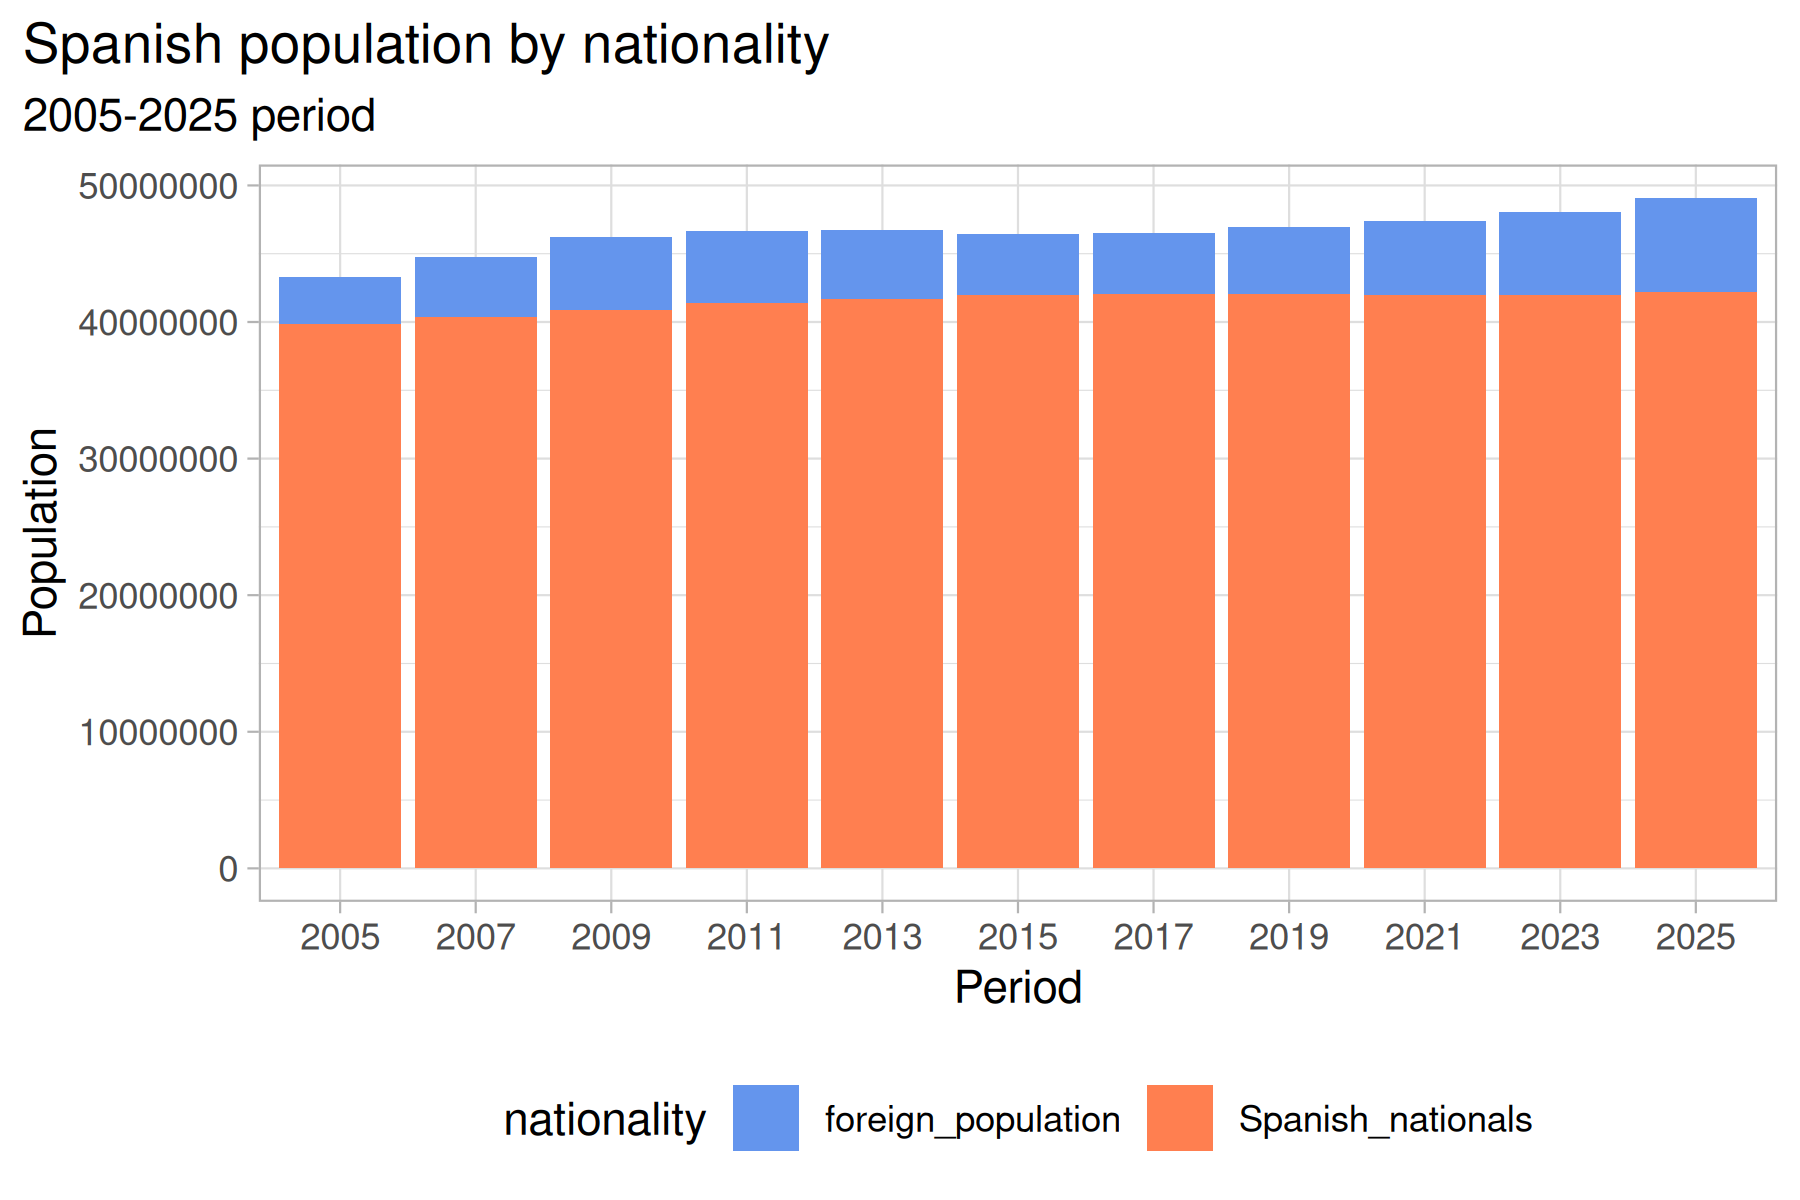 Spanish population by nationality
2005-2025 period
50000000
40000000
30000000
20000000
10000000
0
Population
2005 2007 2009 2011 2013 2015 2017 2019 2021 2023 2025
Period
nationality foreign_population Spanish_nationals